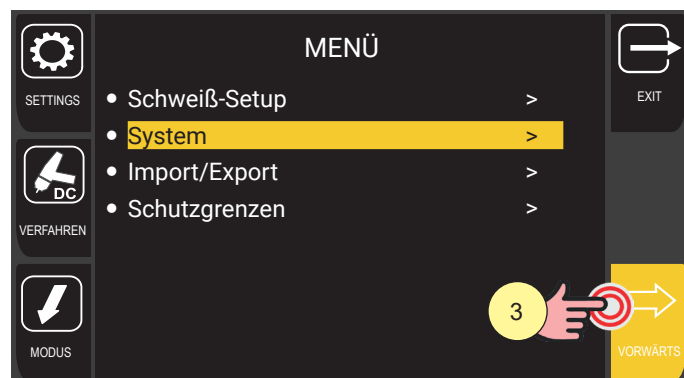 MENÜ
SETTINGS
EXIT
• Schweiß-Setup >
• System >
• Import/Export >
• Schutzgrenzen >
DC
VERFAHREN
3
MODUS
VORWÄRTS